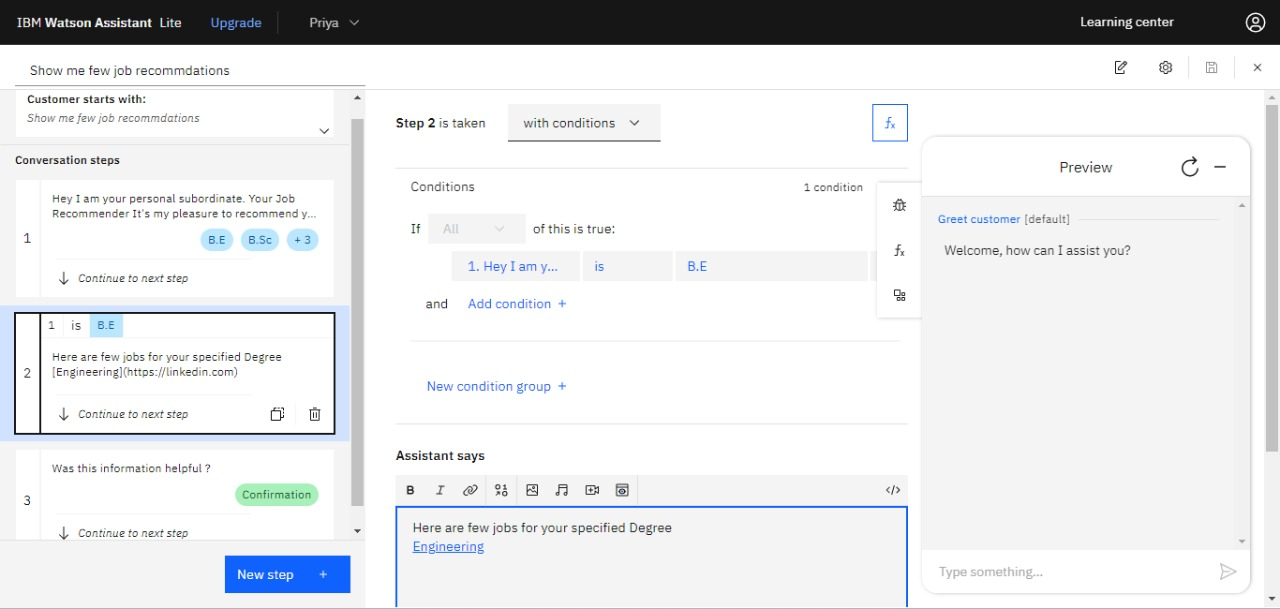 IBM Watson Assistant Lite Upgrade Priya Learning center
Show me few job recommdations
Customer starts with:
Show me few job recommdations
Conversation steps
1
Hey I am your personal subordinate. Your Job
Recommender It's my pleasure to recommend y...
B.E B.Sc + 3
Continue to next step
1 is B.E
2
Here are few jobs for your specified Degree
[Engineering](https://linkedin.com)
Continue to next step
3
Was this information helpful ?
Confirmation
Continue to next step
New step +
Step 2 is taken with conditions
fx
Conditions 1 condition
If All of this is true:
1. Hey I am y... is B.E
and Add condition +
New condition group +
Assistant says
B I </>
Here are few jobs for your specified Degree
Engineering
fx
Preview
Greet customer [default]
Welcome, how can I assist you?
Type something...